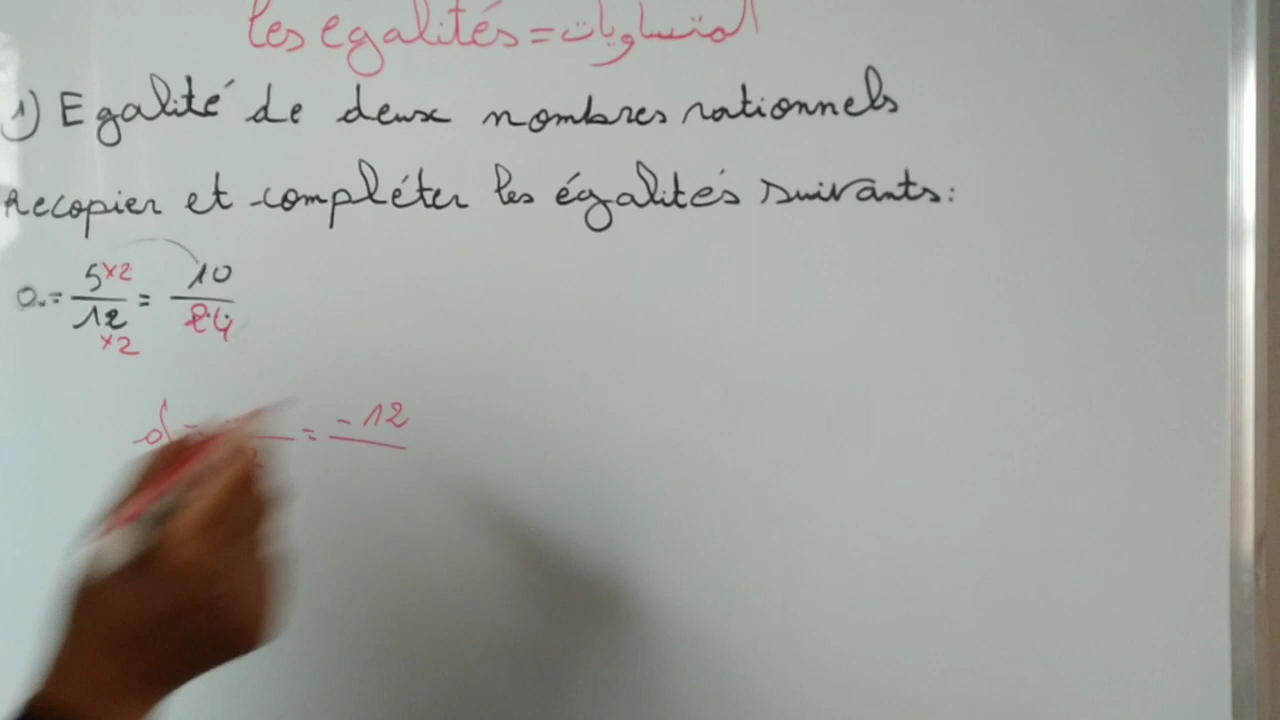 les egalités = المتساويات
1) Egalité de deux nombres rationnels
Recopier et compléter les égalités suivants:
a = 5×2/12×2 = 10/24
d = = -12